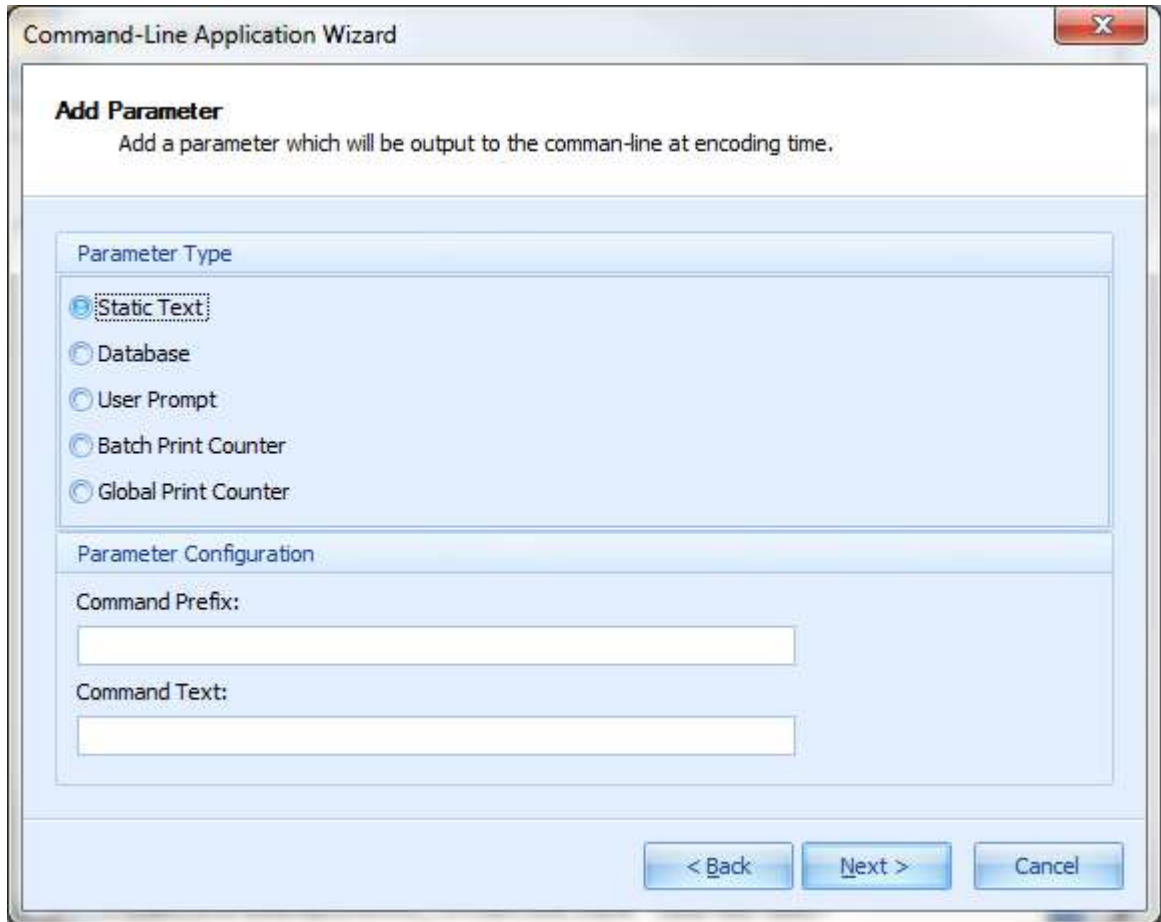 Command-Line Application Wizard
Add Parameter
Add a parameter which will be output to the comman-line at encoding time.
Parameter Type
Static Text
Database
User Prompt
Batch Print Counter
Global Print Counter
Parameter Configuration
Command Prefix:
Command Text:
< Back Next > Cancel